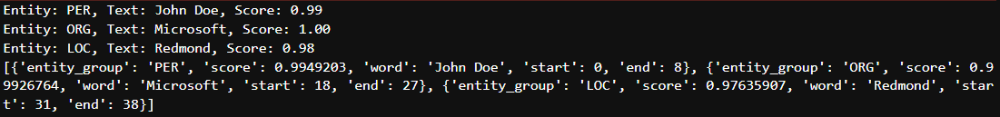 Entity: PER, Text: John Doe, Score: 0.99
Entity: ORG, Text: Microsoft, Score: 1.00
Entity: LOC, Text: Redmond, Score: 0.98
[{'entity_group': 'PER', 'score': 0.9949203, 'word': 'John Doe', 'start': 0, 'end': 8}, {'entity_group': 'ORG', 'score': 0.9
9926764, 'word': 'Microsoft', 'start': 18, 'end': 27}, {'entity_group': 'LOC', 'score': 0.97635907, 'word': 'Redmond', 'star
t': 31, 'end': 38}]